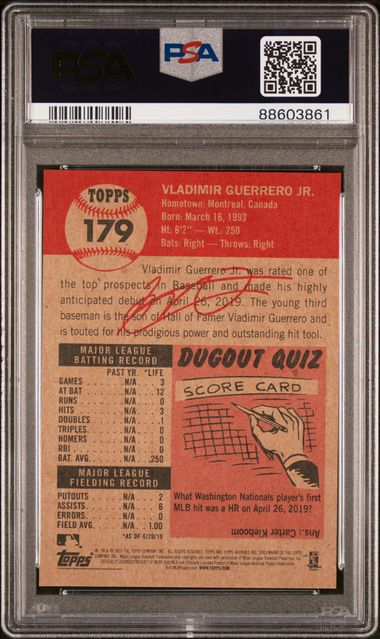 PSA
PSA
88603861
TOPPS
179
VLADIMIR GUERRERO JR.
Hometown: Montreal, Canada
Born: March 16, 1999
Ht: 6'2" — Wt.: 250
Bats: Right — Throws: Right
Vladimir Guerrero Jr. was rated one of
the top prospects in Baseball and made his highly
anticipated debut on April 26, 2019. The young third
baseman is the son of Hall of Famer Vladimir Guerrero and
is touted for his prodigious power and outstanding hit tool.
MAJOR LEAGUE
BATTING RECORD
PAST YR. *LIFE
GAMES N/A 3
AT BAT N/A 12
RUNS N/A 0
HITS N/A 3
DOUBLES N/A 1
TRIPLES N/A 0
HOMERS N/A 0
RBI N/A 0
BAT. AVG. N/A .250
MAJOR LEAGUE
FIELDING RECORD
PUTOUTS N/A 2
ASSISTS N/A 6
ERRORS N/A 0
FIELD AVG. N/A 1.00
*AS OF 4/29/19
DUGOUT QUIZ
SCORE CARD
What Washington Nationals player's first
MLB hit was a HR on April 26, 2019?
Ans.: Carter Kieboom
Topps
WWW.TOPPS.COM